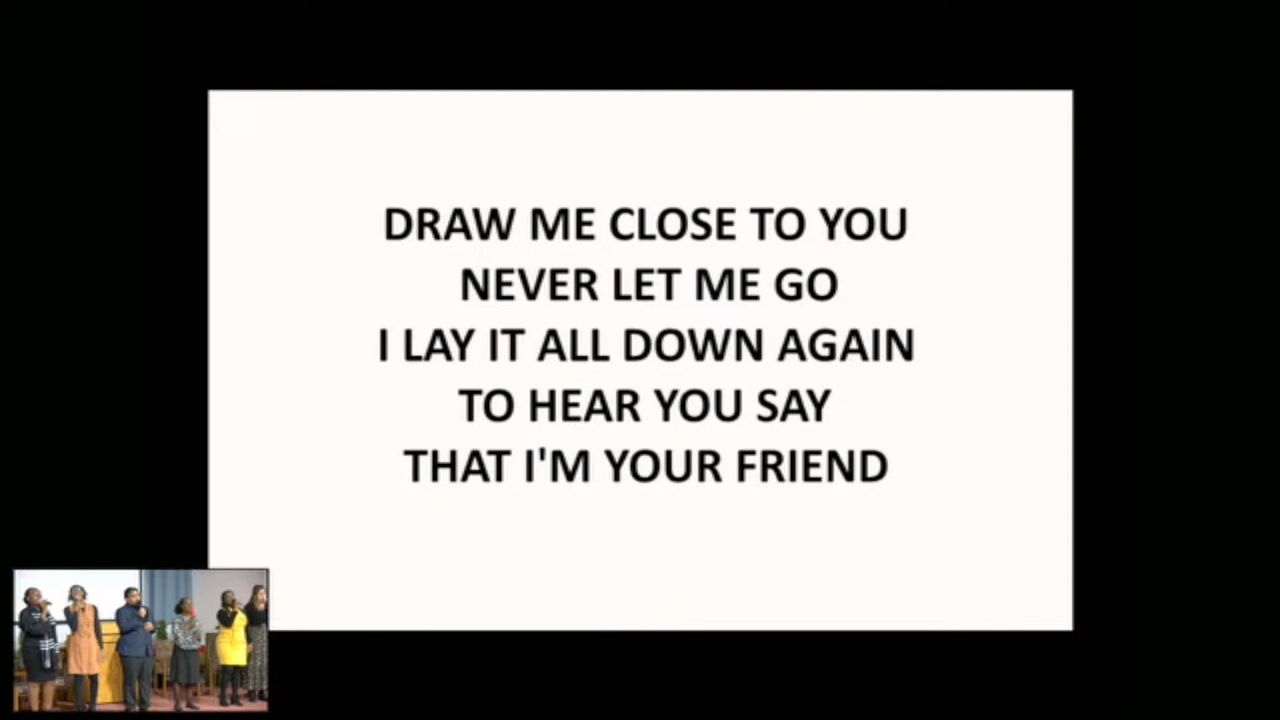 DRAW ME CLOSE TO YOU
NEVER LET ME GO
I LAY IT ALL DOWN AGAIN
TO HEAR YOU SAY
THAT I'M YOUR FRIEND